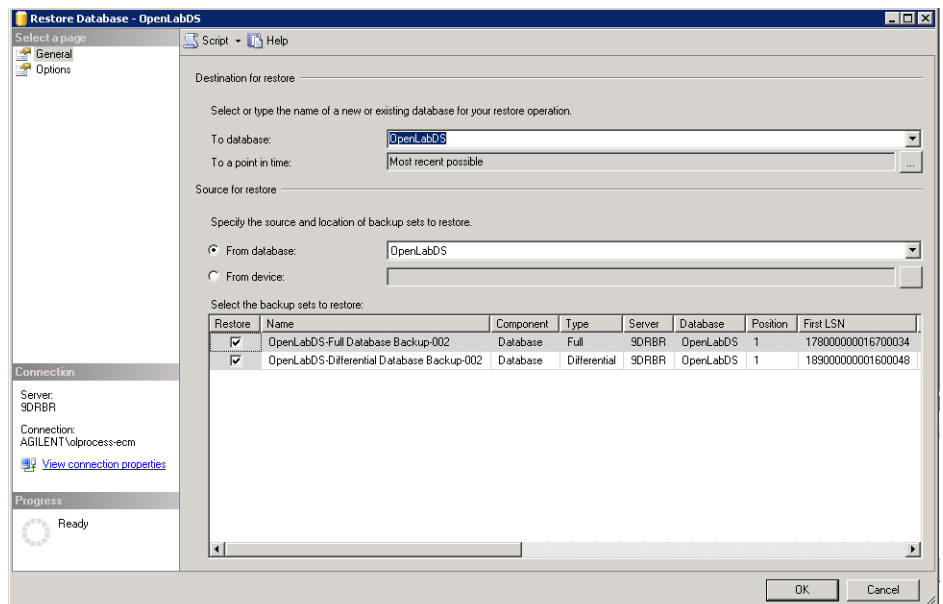 Restore Database - OpenLabDS
Select a page
General
Options
Script
Help
Destination for restore
Select or type the name of a new or existing database for your restore operation.
To database:
OpenLabDS
To a point in time:
Most recent possible
...
Source for restore
Specify the source and location of backup sets to restore.
From database:
OpenLabDS
From device:
...
Select the backup sets to restore:
Restore Name Component Type Server Database Position First LSN
OpenLabDS-Full Database Backup-002 Database Full 9DRBR OpenLabDS 1 178000000016700034
OpenLabDS-Differential Database Backup-002 Database Differential 9DRBR OpenLabDS 1 189000000001600048
Connection
Server:
9DRBR
Connection:
AGILENT\olprocess-ecm
View connection properties
Progress
Ready
OK
Cancel